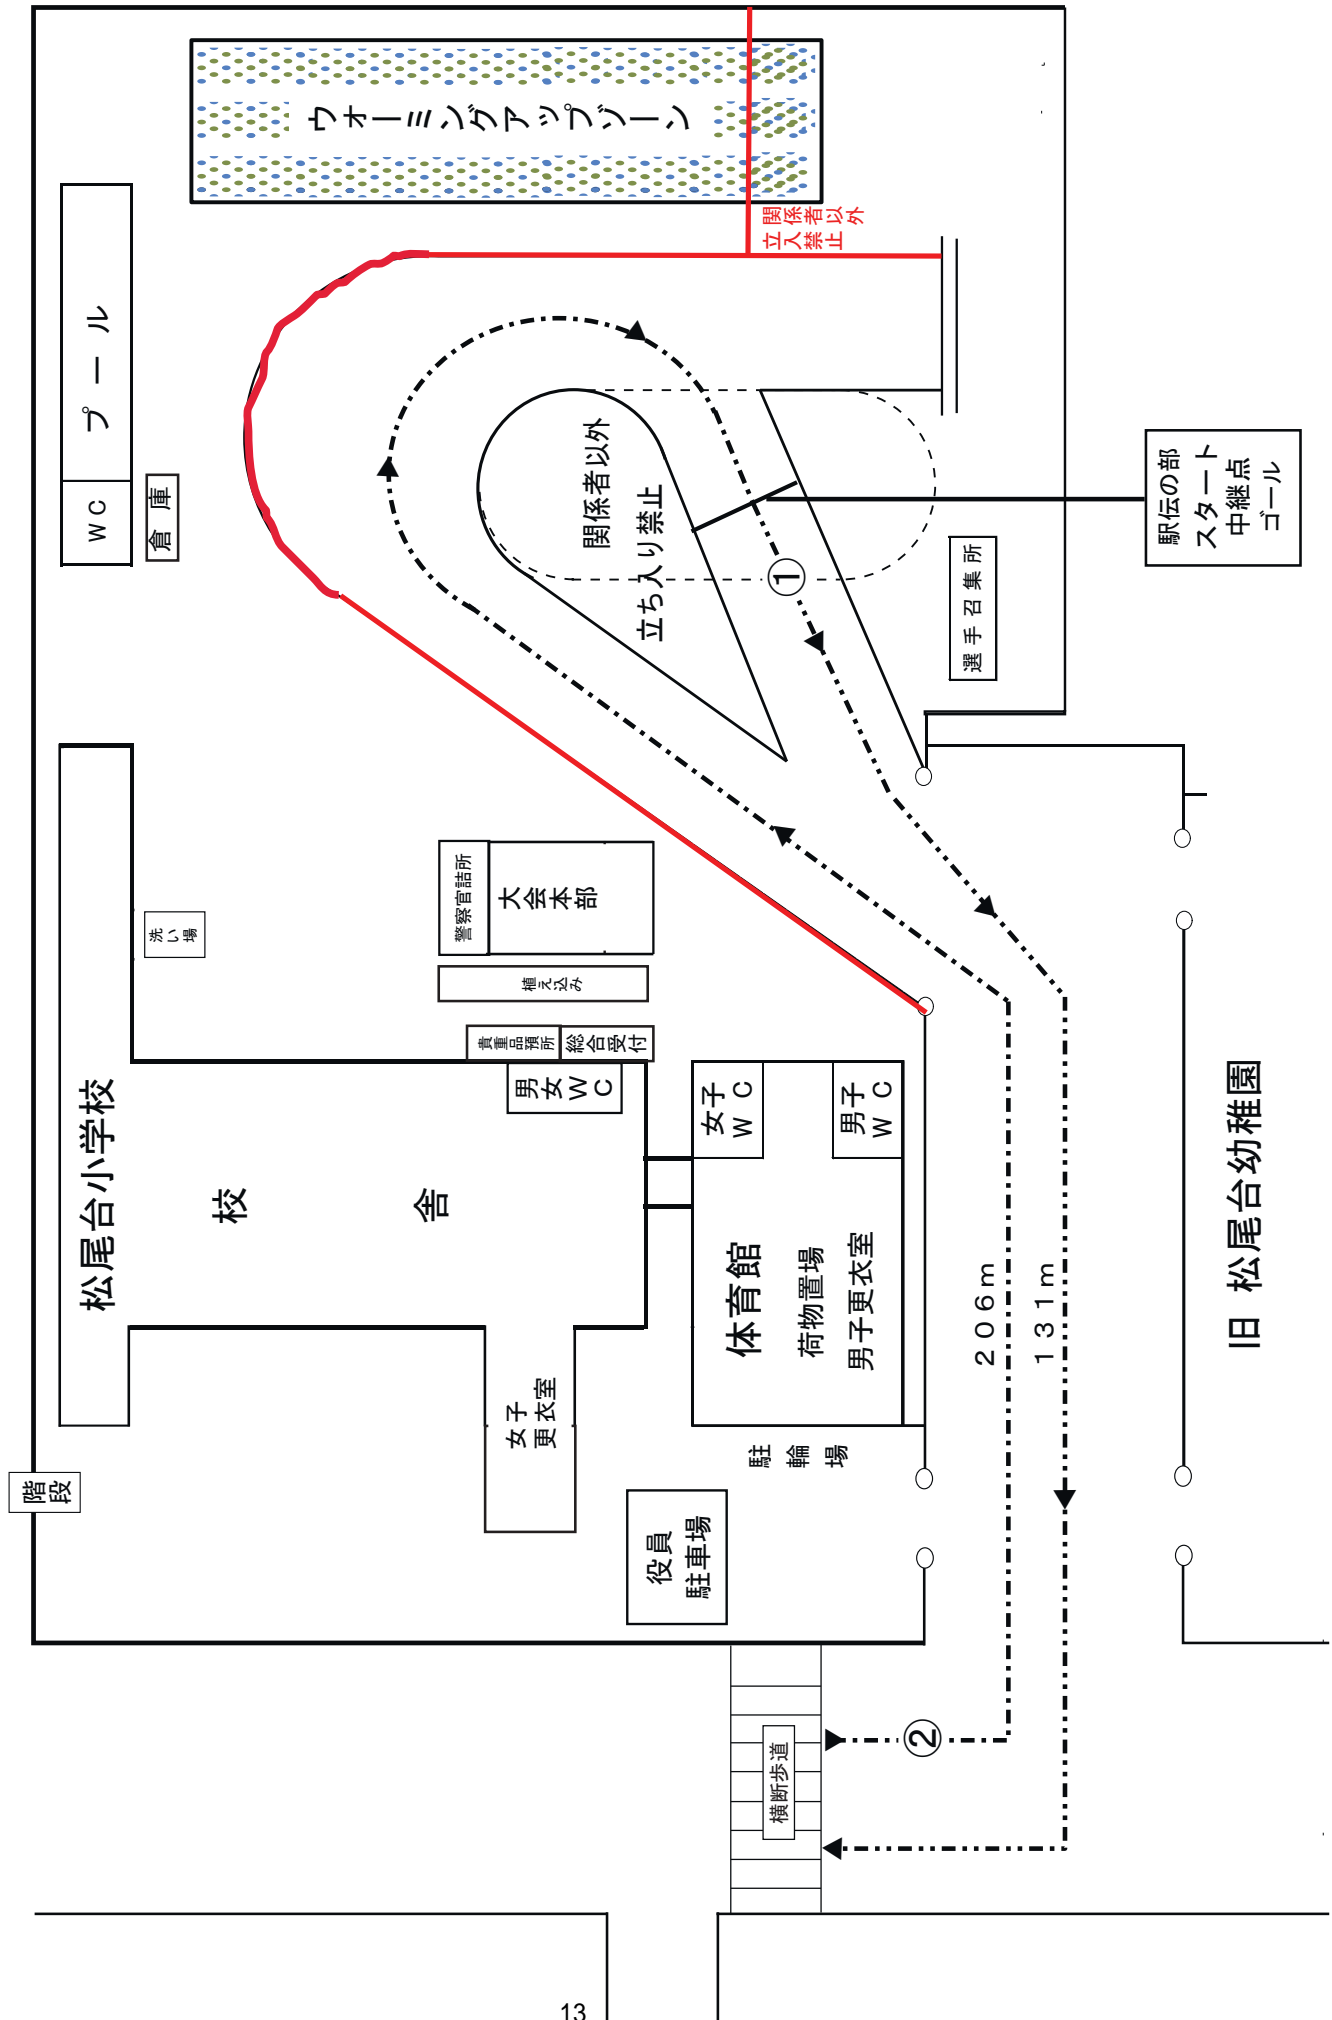 ウォーミングアップゾーン
関係者以外
立入禁止
プール
WC
倉庫
関係者以外
立ち入り禁止
駅伝の部
スタート
中継点
ゴール
①
選手召集所
警察官詰所
大会本部
洗い場
植え込み
貴重品預所
総合受付
男女
WC
女子
WC
男子
WC
松尾台小学校
校舎
体育館
荷物置場
男子更衣室
206m
131m
旧 松尾台幼稚園
女子
更衣室
階段
駐輪場
役員
駐車場
②
横断歩道
13